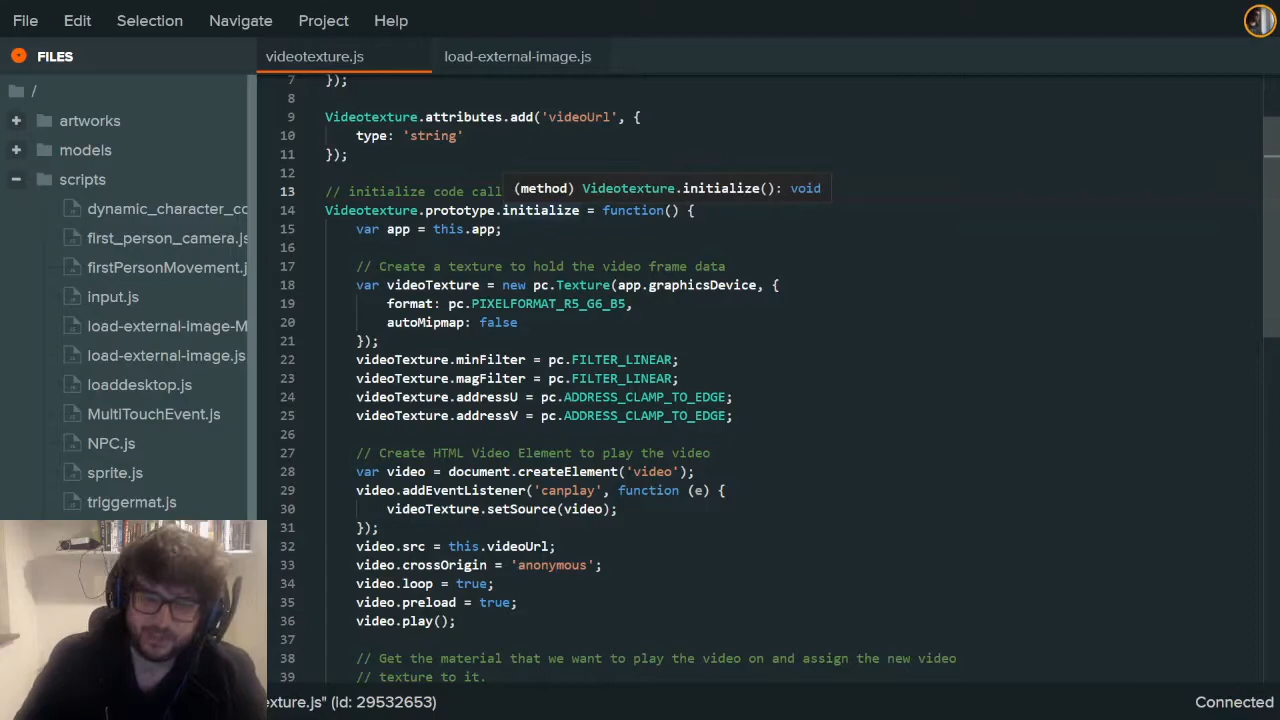 File Edit Selection Navigate Project Help
FILES
videotexture.js load-external-image.js
/
artworks
models
scripts
dynamic_character_co
first_person_camera.js
firstPersonMovement.j
input.js
load-external-image-M
load-external-image.js
loaddesktop.js
MultiTouchEvent.js
NPC.js
sprite.js
triggermat.js
7 });
8
9 Videotexture.attributes.add('videoUrl', {
10 type: 'string'
11 });
12
(method) Videotexture.initialize(): void
13 // initialize code call
14 Videotexture.prototype.initialize = function() {
15 var app = this.app;
16
17 // Create a texture to hold the video frame data
18 var videoTexture = new pc.Texture(app.graphicsDevice, {
19 format: pc.PIXELFORMAT_R5_G6_B5,
20 autoMipmap: false
21 });
22 videoTexture.minFilter = pc.FILTER_LINEAR;
23 videoTexture.magFilter = pc.FILTER_LINEAR;
24 videoTexture.addressU = pc.ADDRESS_CLAMP_TO_EDGE;
25 videoTexture.addressV = pc.ADDRESS_CLAMP_TO_EDGE;
26
27 // Create HTML Video Element to play the video
28 var video = document.createElement('video');
29 video.addEventListener('canplay', function (e) {
30 videoTexture.setSource(video);
31 });
32 video.src = this.videoUrl;
33 video.crossOrigin = 'anonymous';
34 video.loop = true;
35 video.preload = true;
36 video.play();
37
38 // Get the material that we want to play the video on and assign the new video
39 // texture to it.
exture.js" (id: 29532653) Connected